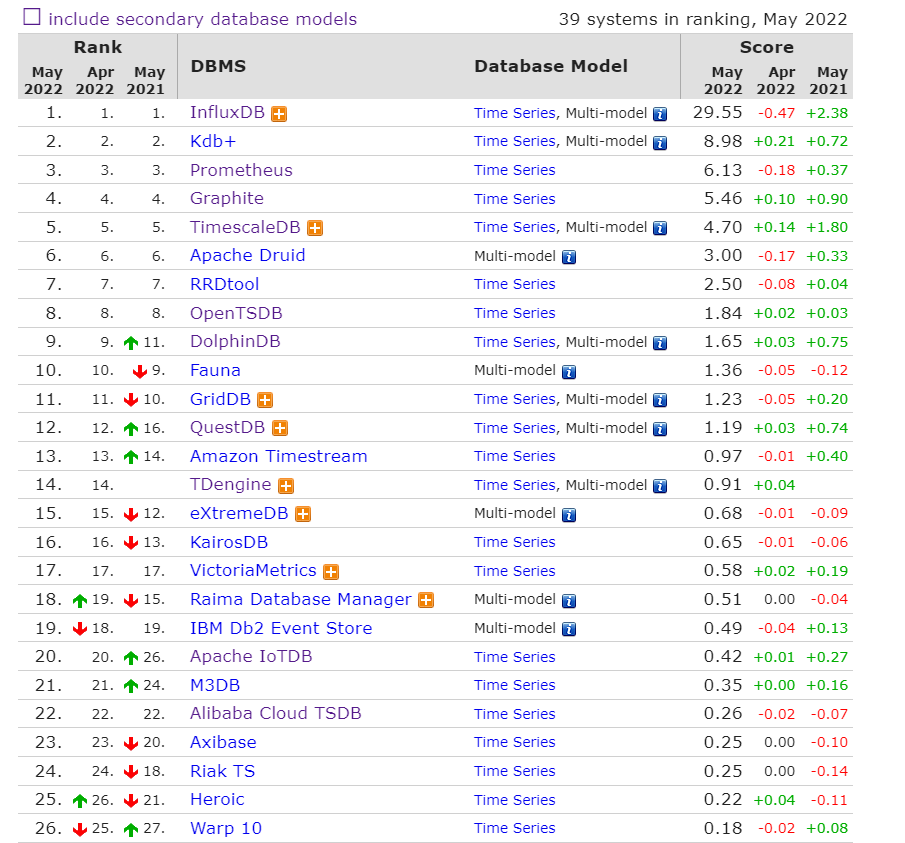 include secondary database models 39 systems in ranking, May 2022
Rank DBMS Database Model Score
May 2022 Apr 2022 May 2021 May 2022 Apr 2022 May 2021
1. 1. 1. InfluxDB Time Series, Multi-model 29.55 -0.47 +2.38
2. 2. 2. Kdb+ Time Series, Multi-model 8.98 +0.21 +0.72
3. 3. 3. Prometheus Time Series 6.13 -0.18 +0.37
4. 4. 4. Graphite Time Series 5.46 +0.10 +0.90
5. 5. 5. TimescaleDB Time Series, Multi-model 4.70 +0.14 +1.80
6. 6. 6. Apache Druid Multi-model 3.00 -0.17 +0.33
7. 7. 7. RRDtool Time Series 2.50 -0.08 +0.04
8. 8. 8. OpenTSDB Time Series 1.84 +0.02 +0.03
9. 9. 11. DolphinDB Time Series, Multi-model 1.65 +0.03 +0.75
10. 10. 9. Fauna Multi-model 1.36 -0.05 -0.12
11. 11. 10. GridDB Time Series, Multi-model 1.23 -0.05 +0.20
12. 12. 16. QuestDB Time Series, Multi-model 1.19 +0.03 +0.74
13. 13. 14. Amazon Timestream Time Series 0.97 -0.01 +0.40
14. 14. TDengine Time Series, Multi-model 0.91 +0.04
15. 15. 12. eXtremeDB Multi-model 0.68 -0.01 -0.09
16. 16. 13. KairosDB Time Series 0.65 -0.01 -0.06
17. 17. 17. VictoriaMetrics Time Series 0.58 +0.02 +0.19
18. 19. 15. Raima Database Manager Multi-model 0.51 0.00 -0.04
19. 18. 19. IBM Db2 Event Store Multi-model 0.49 -0.04 +0.13
20. 20. 26. Apache IoTDB Time Series 0.42 +0.01 +0.27
21. 21. 24. M3DB Time Series 0.35 +0.00 +0.16
22. 22. 22. Alibaba Cloud TSDB Time Series 0.26 -0.02 -0.07
23. 23. 20. Axibase Time Series 0.25 0.00 -0.10
24. 24. 18. Riak TS Time Series 0.25 0.00 -0.14
25. 26. 21. Heroic Time Series 0.22 +0.04 -0.11
26. 25. 27. Warp 10 Time Series 0.18 -0.02 +0.08